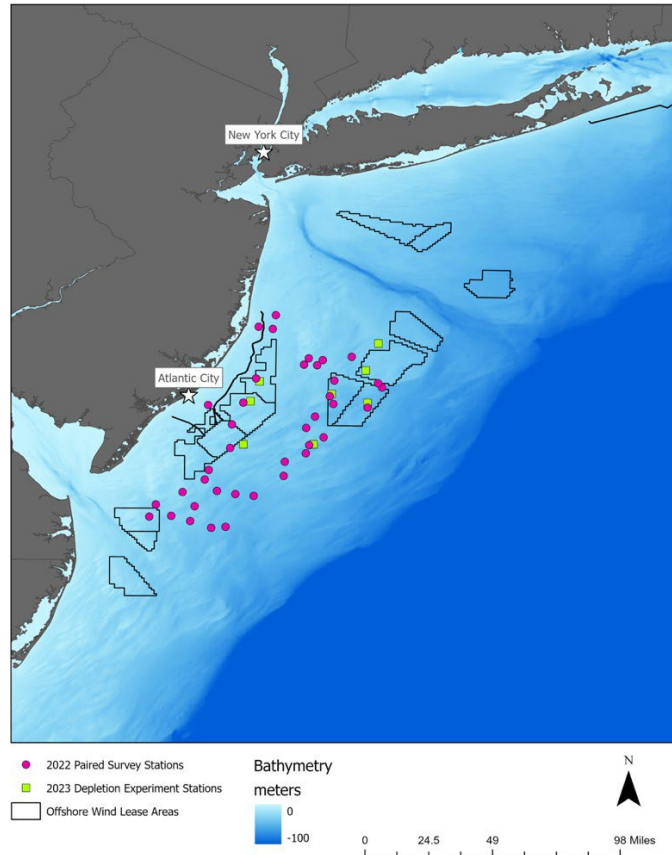 New York City
Atlantic City
2022 Paired Survey Stations
2023 Depletion Experiment Stations
Offshore Wind Lease Areas
Bathymetry
meters
0
-100
N
0 24.5 49 98 Miles